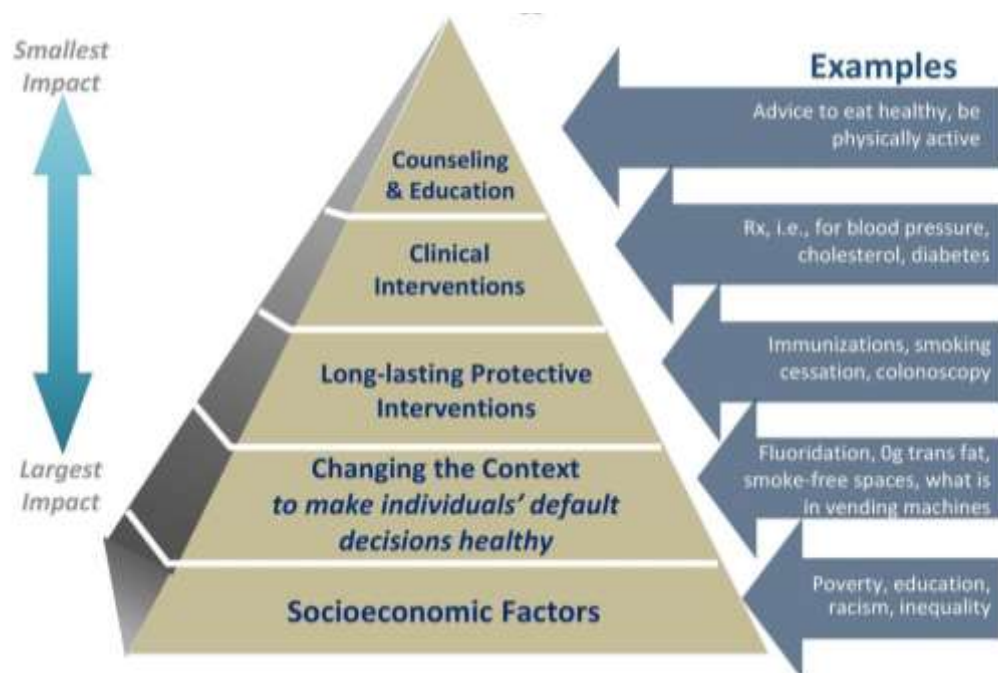 Smallest
Impact
Largest
Impact
Counseling
& Education
Clinical
Interventions
Long-lasting Protective
Interventions
Changing the Context
to make individuals’ default
decisions healthy
Socioeconomic Factors
Examples
Advice to eat healthy, be
physically active
Rx, i.e., for blood pressure,
cholesterol, diabetes
Immunizations, smoking
cessation, colonoscopy
Fluoridation, 0g trans fat,
smoke-free spaces, what is
in vending machines
Poverty, education,
racism, inequality